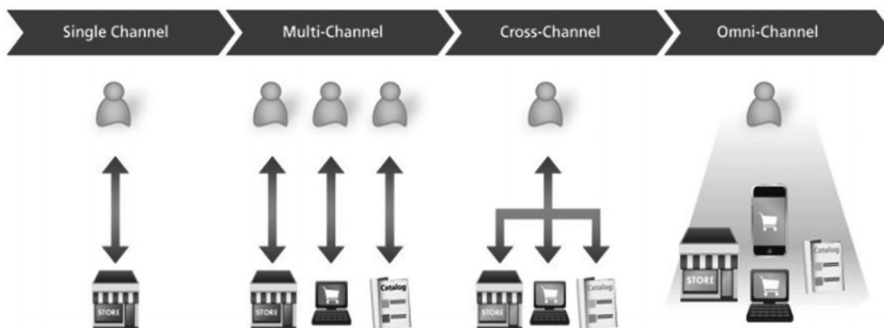 Single Channel
Multi-Channel
Cross-Channel
Omni-Channel
STORE
STORE
Catalog
STORE
Catalog
STORE
Catalog